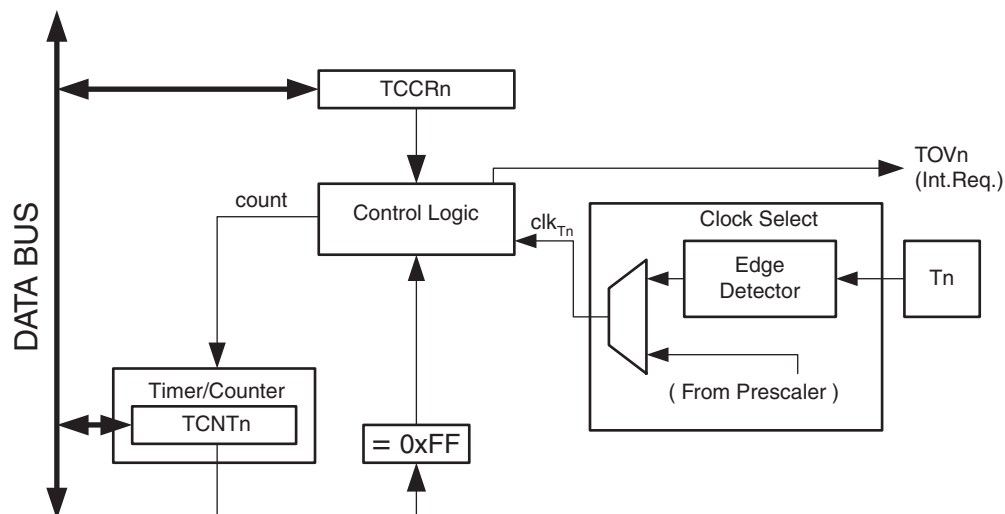 TCCRn
TOVn
(Int.Req.)
count
Control Logic
clkTn
Clock Select
Edge
Detector
Tn
DATA BUS
( From Prescaler )
Timer/Counter
TCNTn
= 0xFF